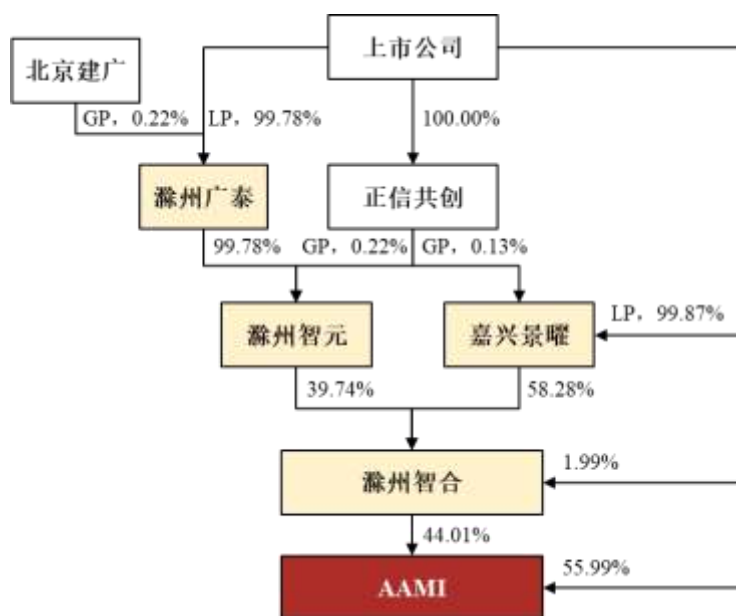 上市公司
北京建广
GP，0.22%
LP，99.78%
100.00%
滁州广泰
正信共创
99.78%
GP，0.22%
GP，0.13%
滁州智元
嘉兴景曜
LP，99.87%
39.74%
58.28%
滁州智合
1.99%
44.01%
55.99%
AAMI